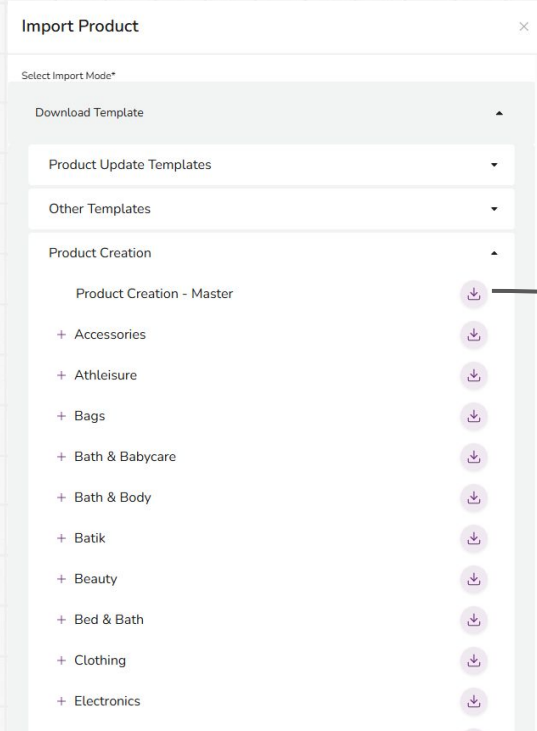 Import Product
Select Import Mode*
Download Template
Product Update Templates
Other Templates
Product Creation
Product Creation - Master
Accessories
Athleisure
Bags
Bath & Babycare
Bath & Body
Batik
Beauty
Bed & Bath
Clothing
Electronics